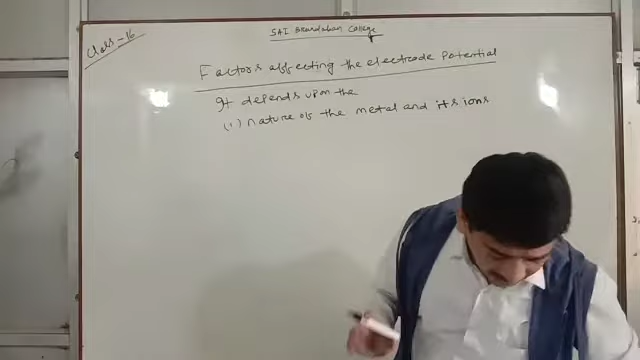 Class - 16
SAI College
Factors affecting the electrode Potential
It depends upon the
(i) nature of the metal and its ions